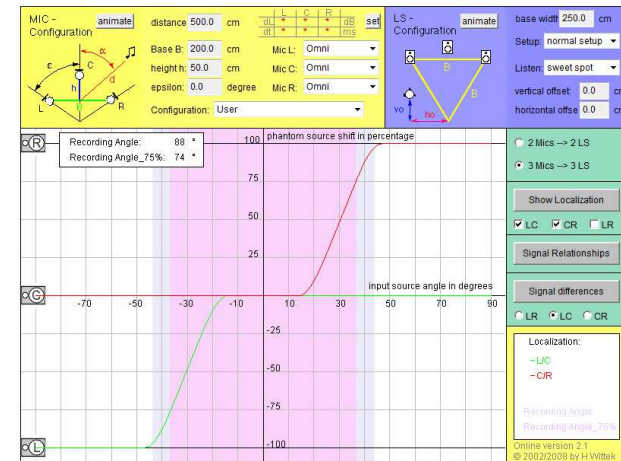 MIC -
Configuration
animate
distance 500.0 cm
L C R
dL * * * dB
dt * * * ms
set
Base B: 200.0 cm
Mic L: Omni
height h: 50.0 cm
Mic C: Omni
epsilon: 0.0 degree
Mic R: Omni
Configuration: User
ε α C d h L θ R
LS -
Configuration
animate
B
B
vo
ho
base width 250.0 cm
Setup: normal setup
Listen: sweet spot
vertical offset: 0.0 cr
horizontal offse 0.0 cr
R
Recording Angle: 88 °
Recording Angle_75%: 74 °
100 phantom source shift in percentage
75
50
25
input source angle in degrees
C
-70 -50 -30 -10 10 30 50 70 90
-25
-50
-75
-100
L
2 Mics --> 2 LS
3 Mics --> 3 LS
Show Localization
LC CR LR
Signal Relationships
Signal differences
LR LC CR
Localization:
- L/C
- C/R
Recording Angle
Recording Angle_75%
Online version 2.1
© 2002/2008 by H.Wittek